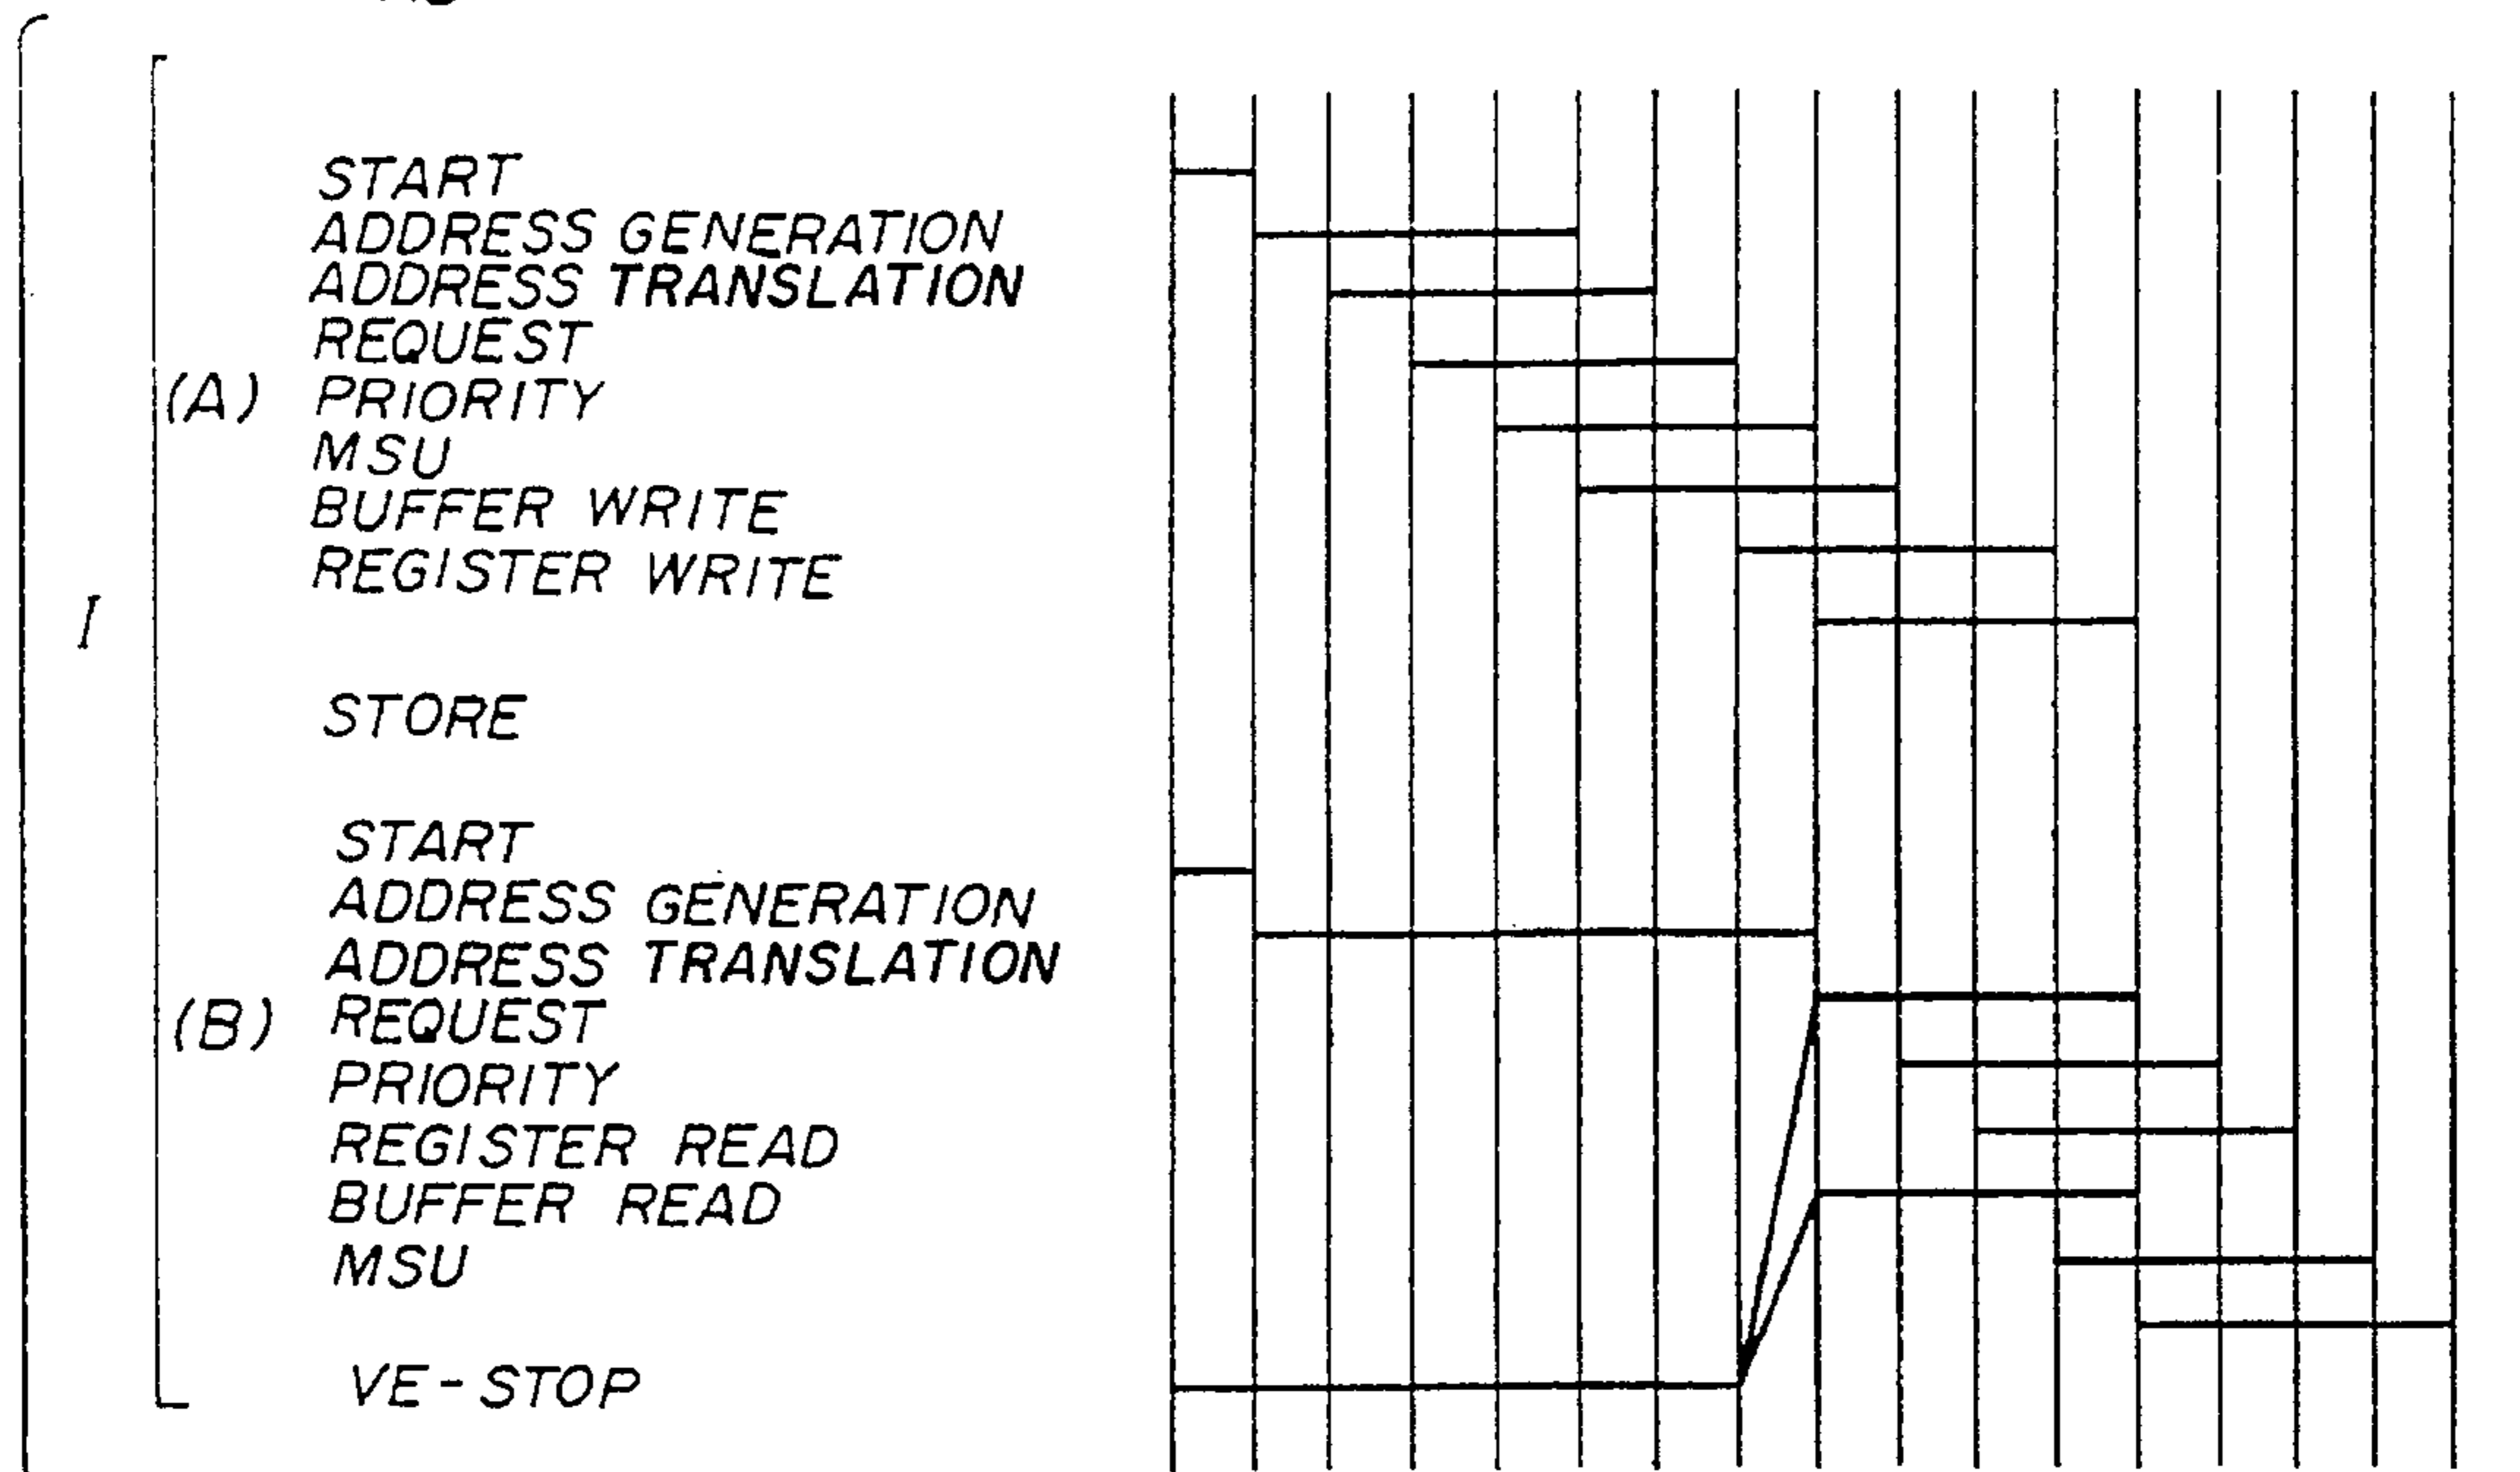 START
ADDRESS GENERATION
ADDRESS TRANSLATION
REQUEST
(A) PRIORITY
MSU
BUFFER WRITE
REGISTER WRITE
I
STORE
START
ADDRESS GENERATION
ADDRESS TRANSLATION
(B) REQUEST
PRIORITY
REGISTER READ
BUFFER READ
MSU
VE-STOP